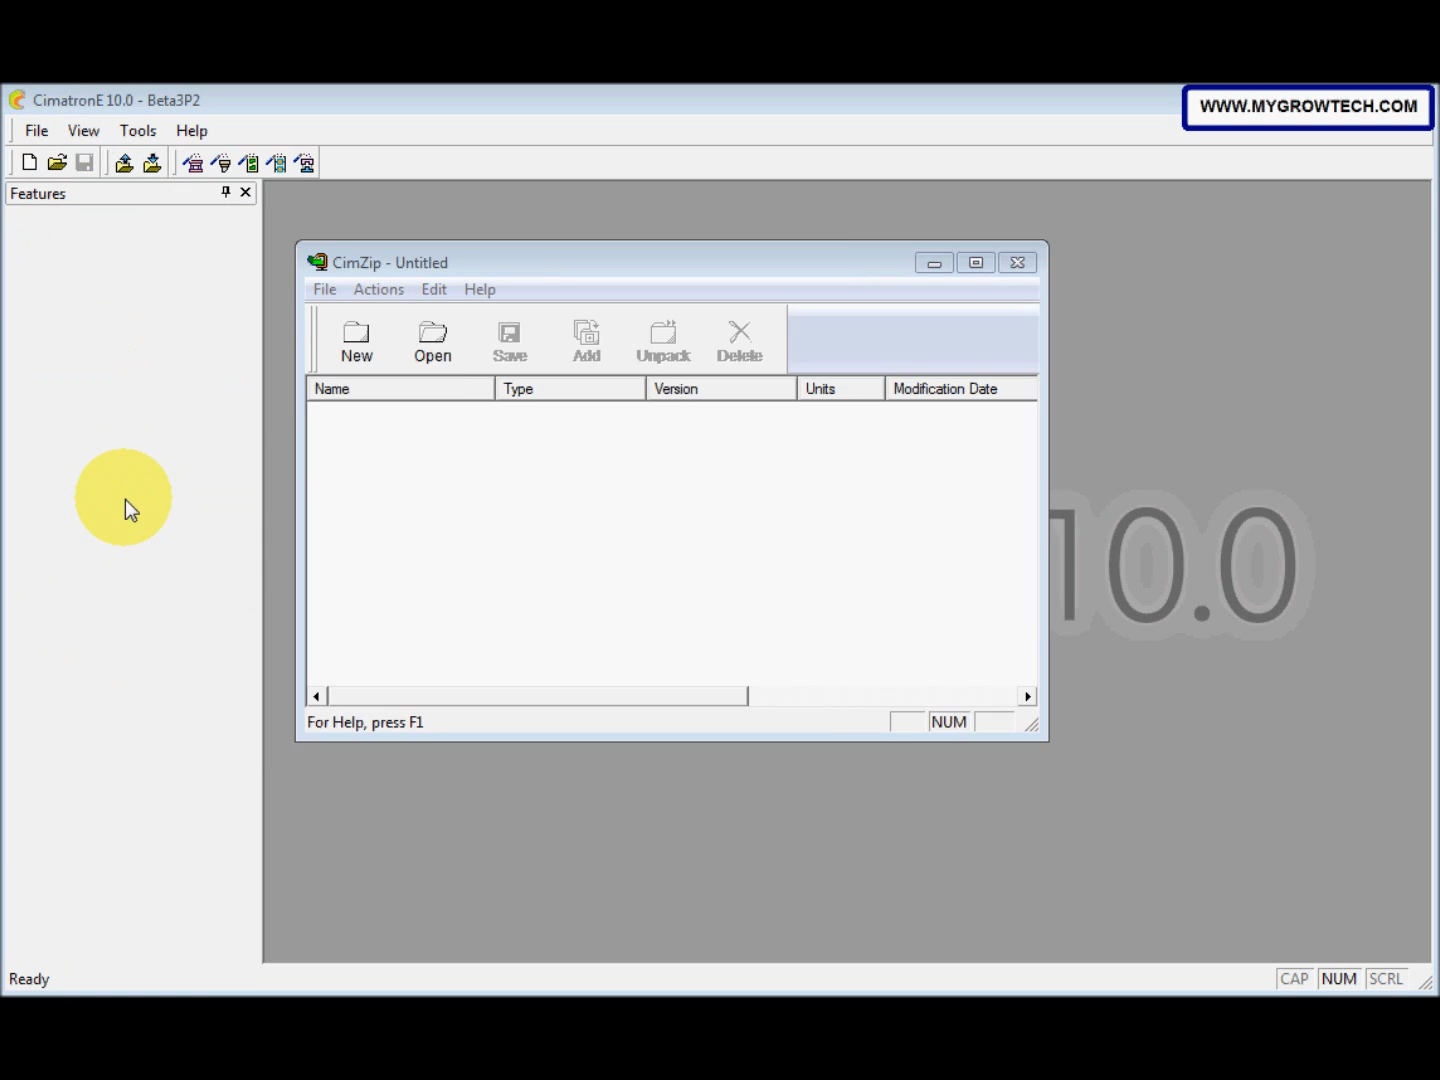 CimatronE 10.0 - Beta3P2
WWW.MYGROWTECH.COM
File View Tools Help
Features
CimZip - Untitled
File Actions Edit Help
New Open Save Add Unpack Delete
Name Type Version Units Modification Date
10.0
For Help, press F1
NUM
Ready
CAP NUM SCRL